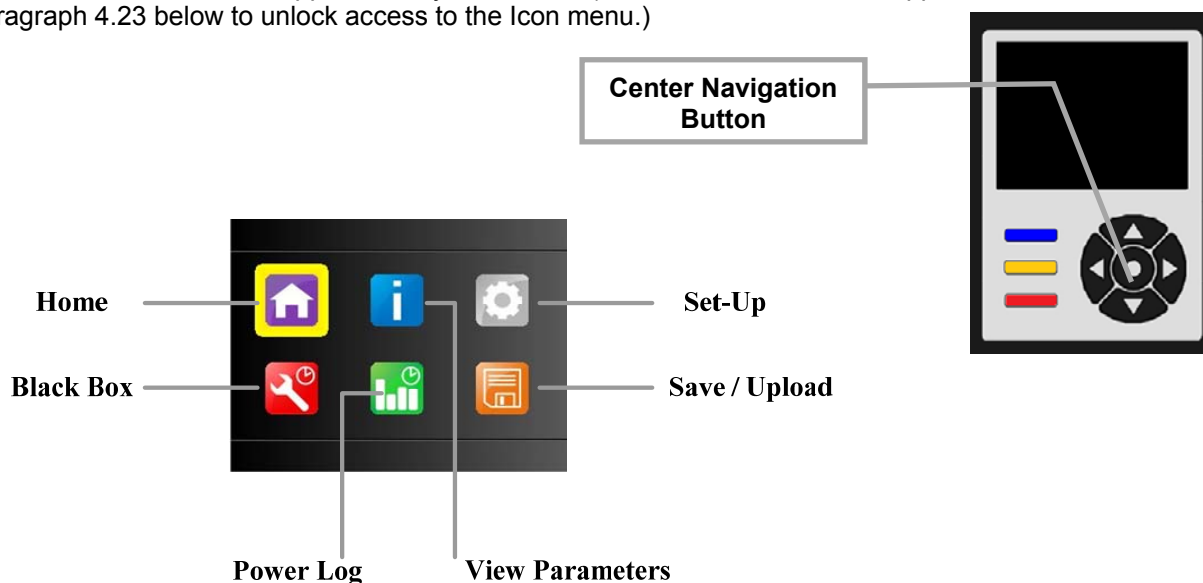 ragraph 4.23 below to unlock access to the Icon menu.)
Center Navigation
Button
Home
Set-Up
Black Box
Save / Upload
Power Log
View Parameters